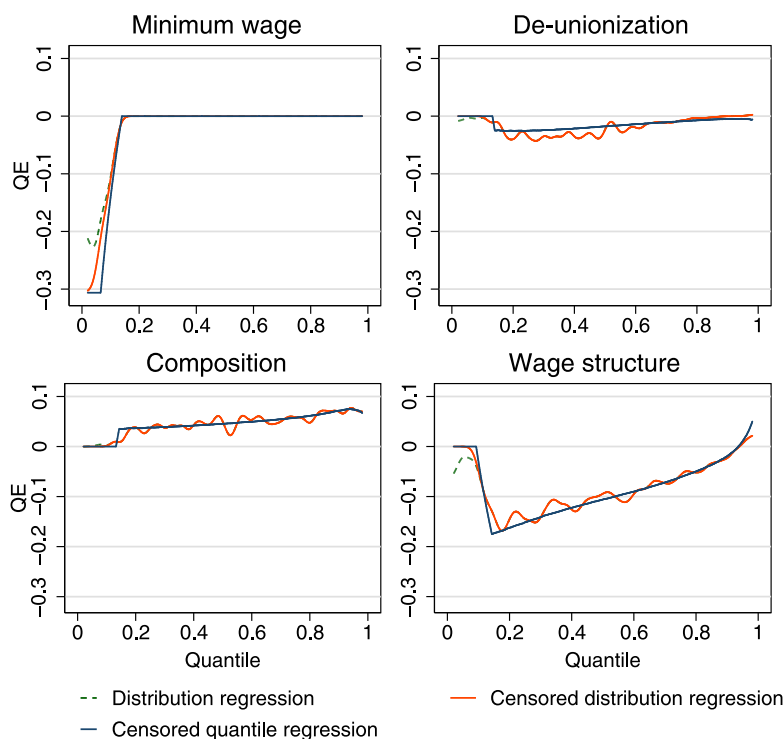 Minimum wage
De-unionization
QE
0.1
0
−0.1
−0.2
−0.3
0 0.2 0.4 0.6 0.8 1
0.1
0
−0.1
−0.2
−0.3
0 0.2 0.4 0.6 0.8 1
Composition
Wage structure
QE
0.1
0
−0.1
−0.2
−0.3
0 0.2 0.4 0.6 0.8 1
Quantile
0.1
0
−0.1
−0.2
−0.3
0 0.2 0.4 0.6 0.8 1
Quantile
Distribution regression
Censored distribution regression
Censored quantile regression